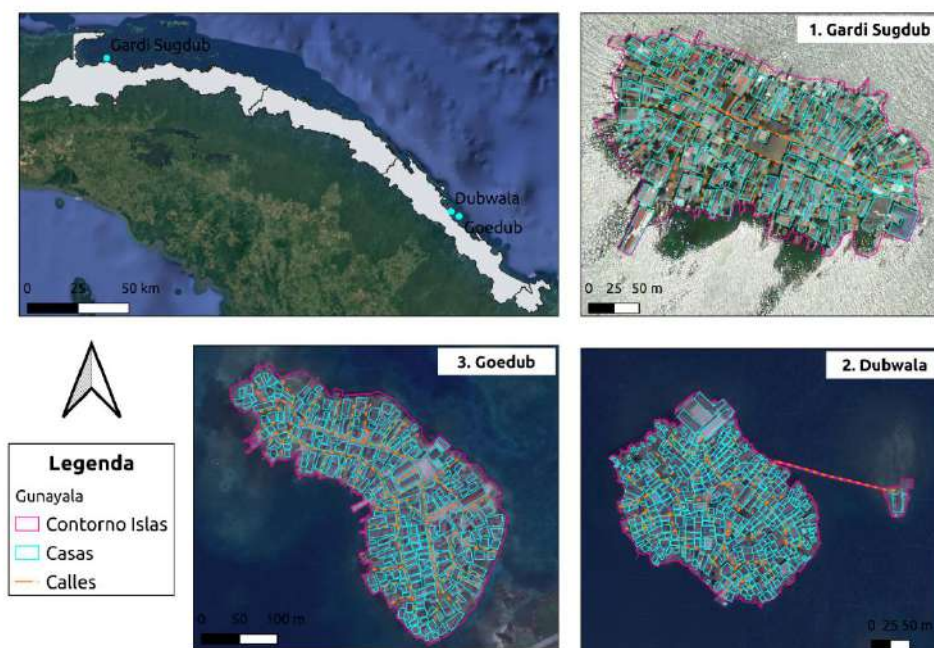 Gardi Sugdub
Dubwala
Goedub
0 25 50 km
1. Gardi Sugdub
0 25 50 m
3. Goedub
0 50 100 m
2. Dubwala
0 25 50 m
Legenda
Gunayala
Contorno Islas
Casas
Calles